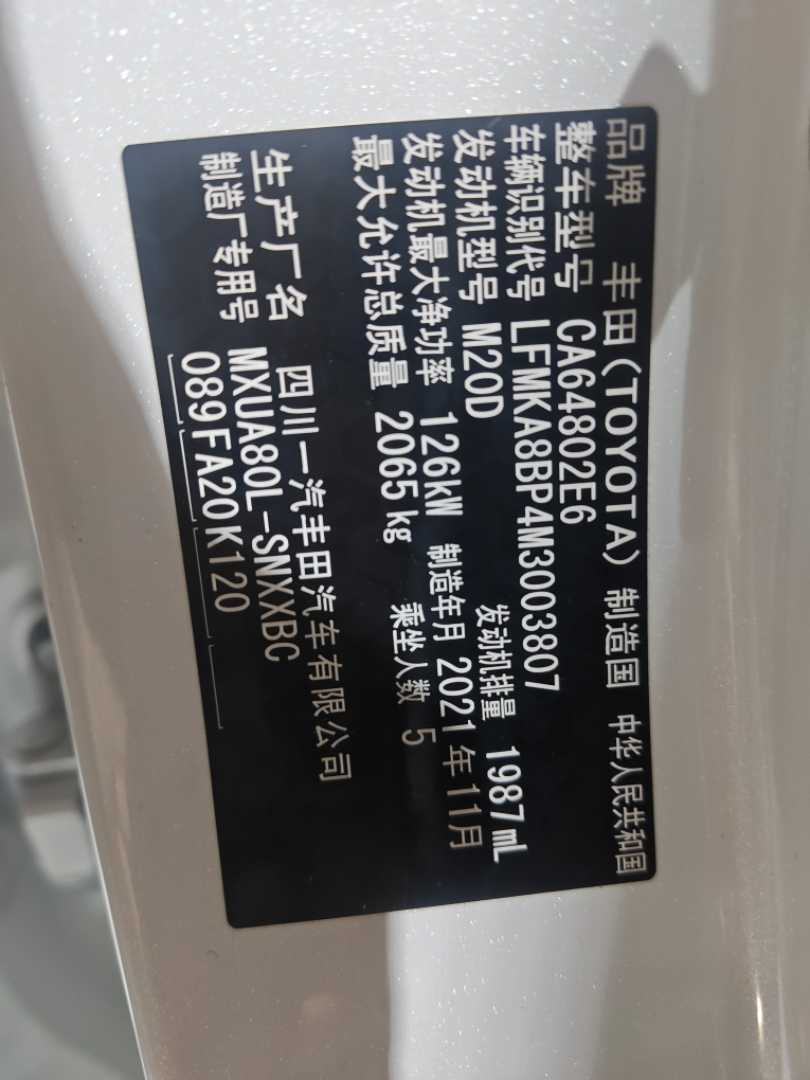 品牌 丰田(TOYOTA) 制造国 中华人民共和国
整车型号 CA64802E6
车辆识别代号 LFMKA8BP4M3003807
发动机型号 M20D 发动机排量 1987mL
发动机最大净功率 126kW 制造年月 2021年11月
最大允许总质量 2065kg 乘坐人数 5
生产厂名 四川一汽丰田汽车有限公司
制造厂专用号 MXUA80L-SNXXBC
089FA20K120